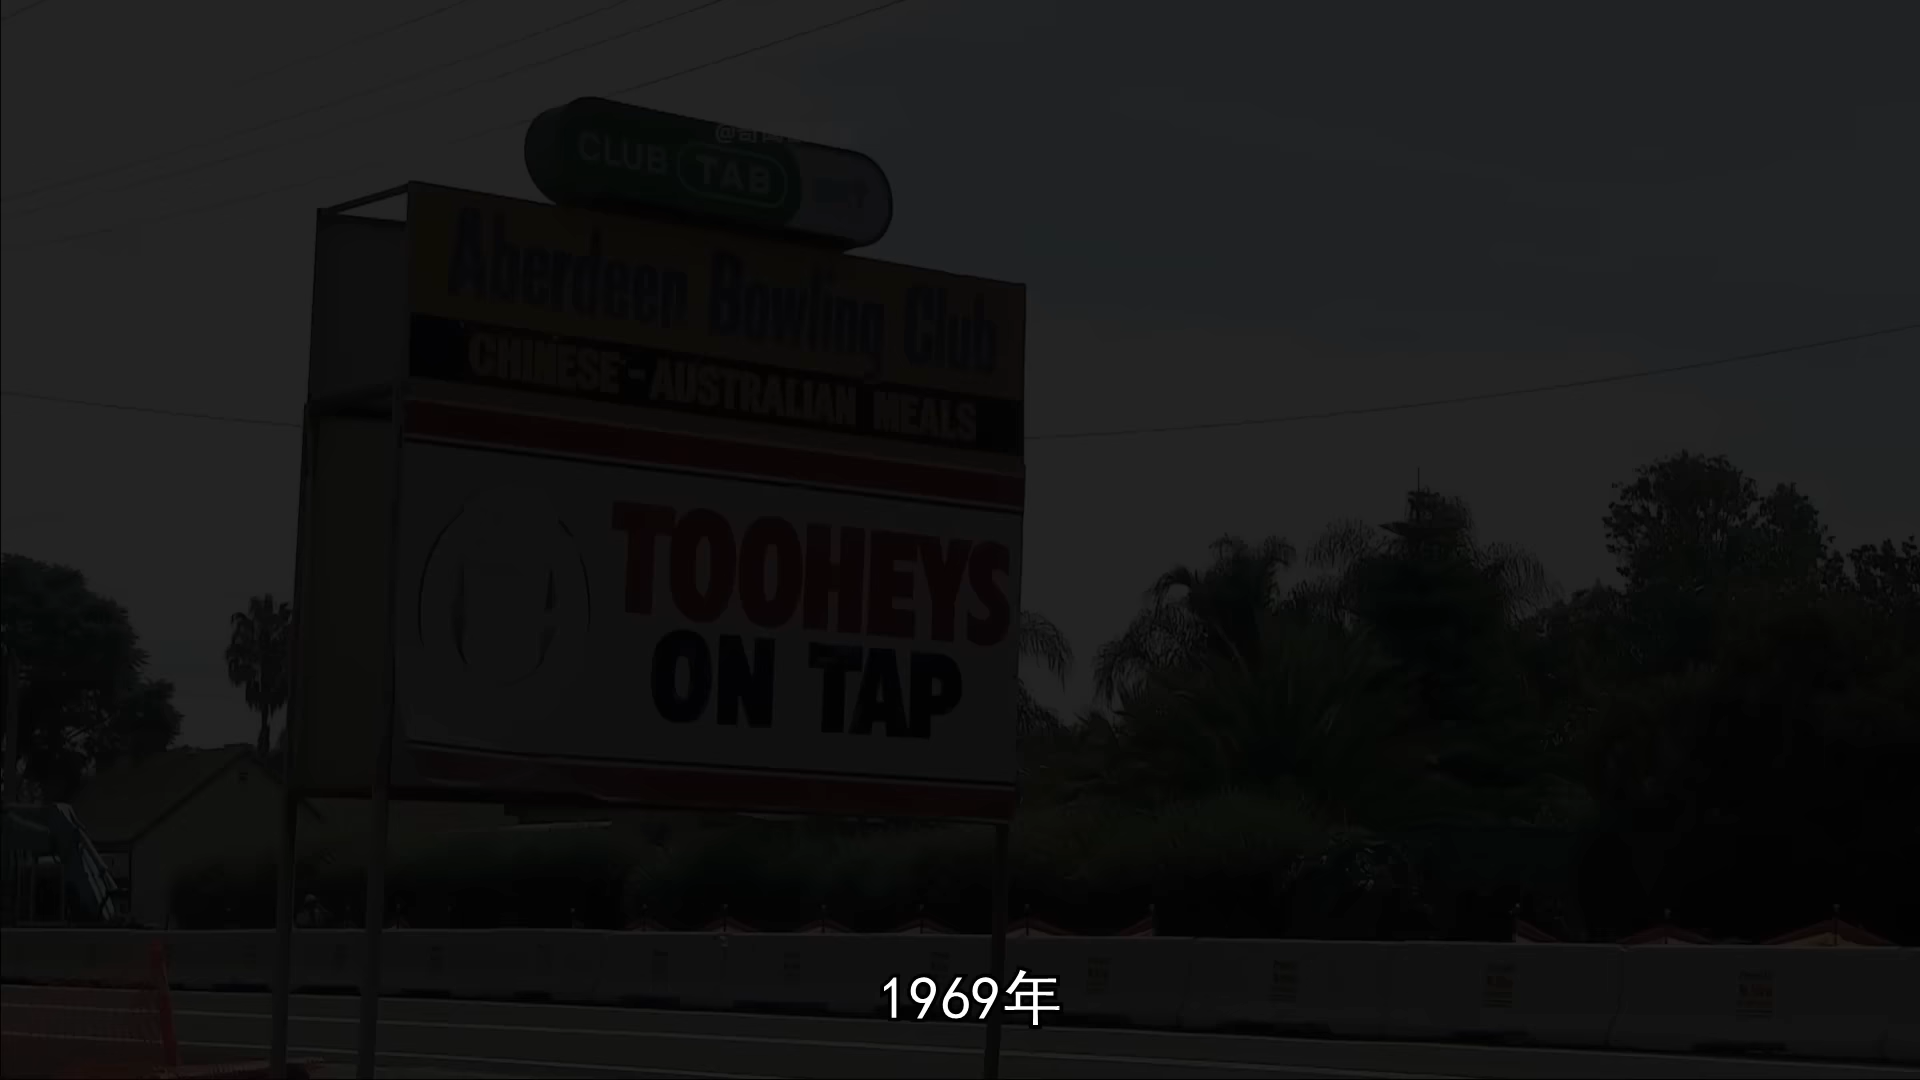 CLUB TAB
Aberdeen Bowling Club
CHINESE - AUSTRALIAN MEALS
TOOHEYS
ON TAP
1969年